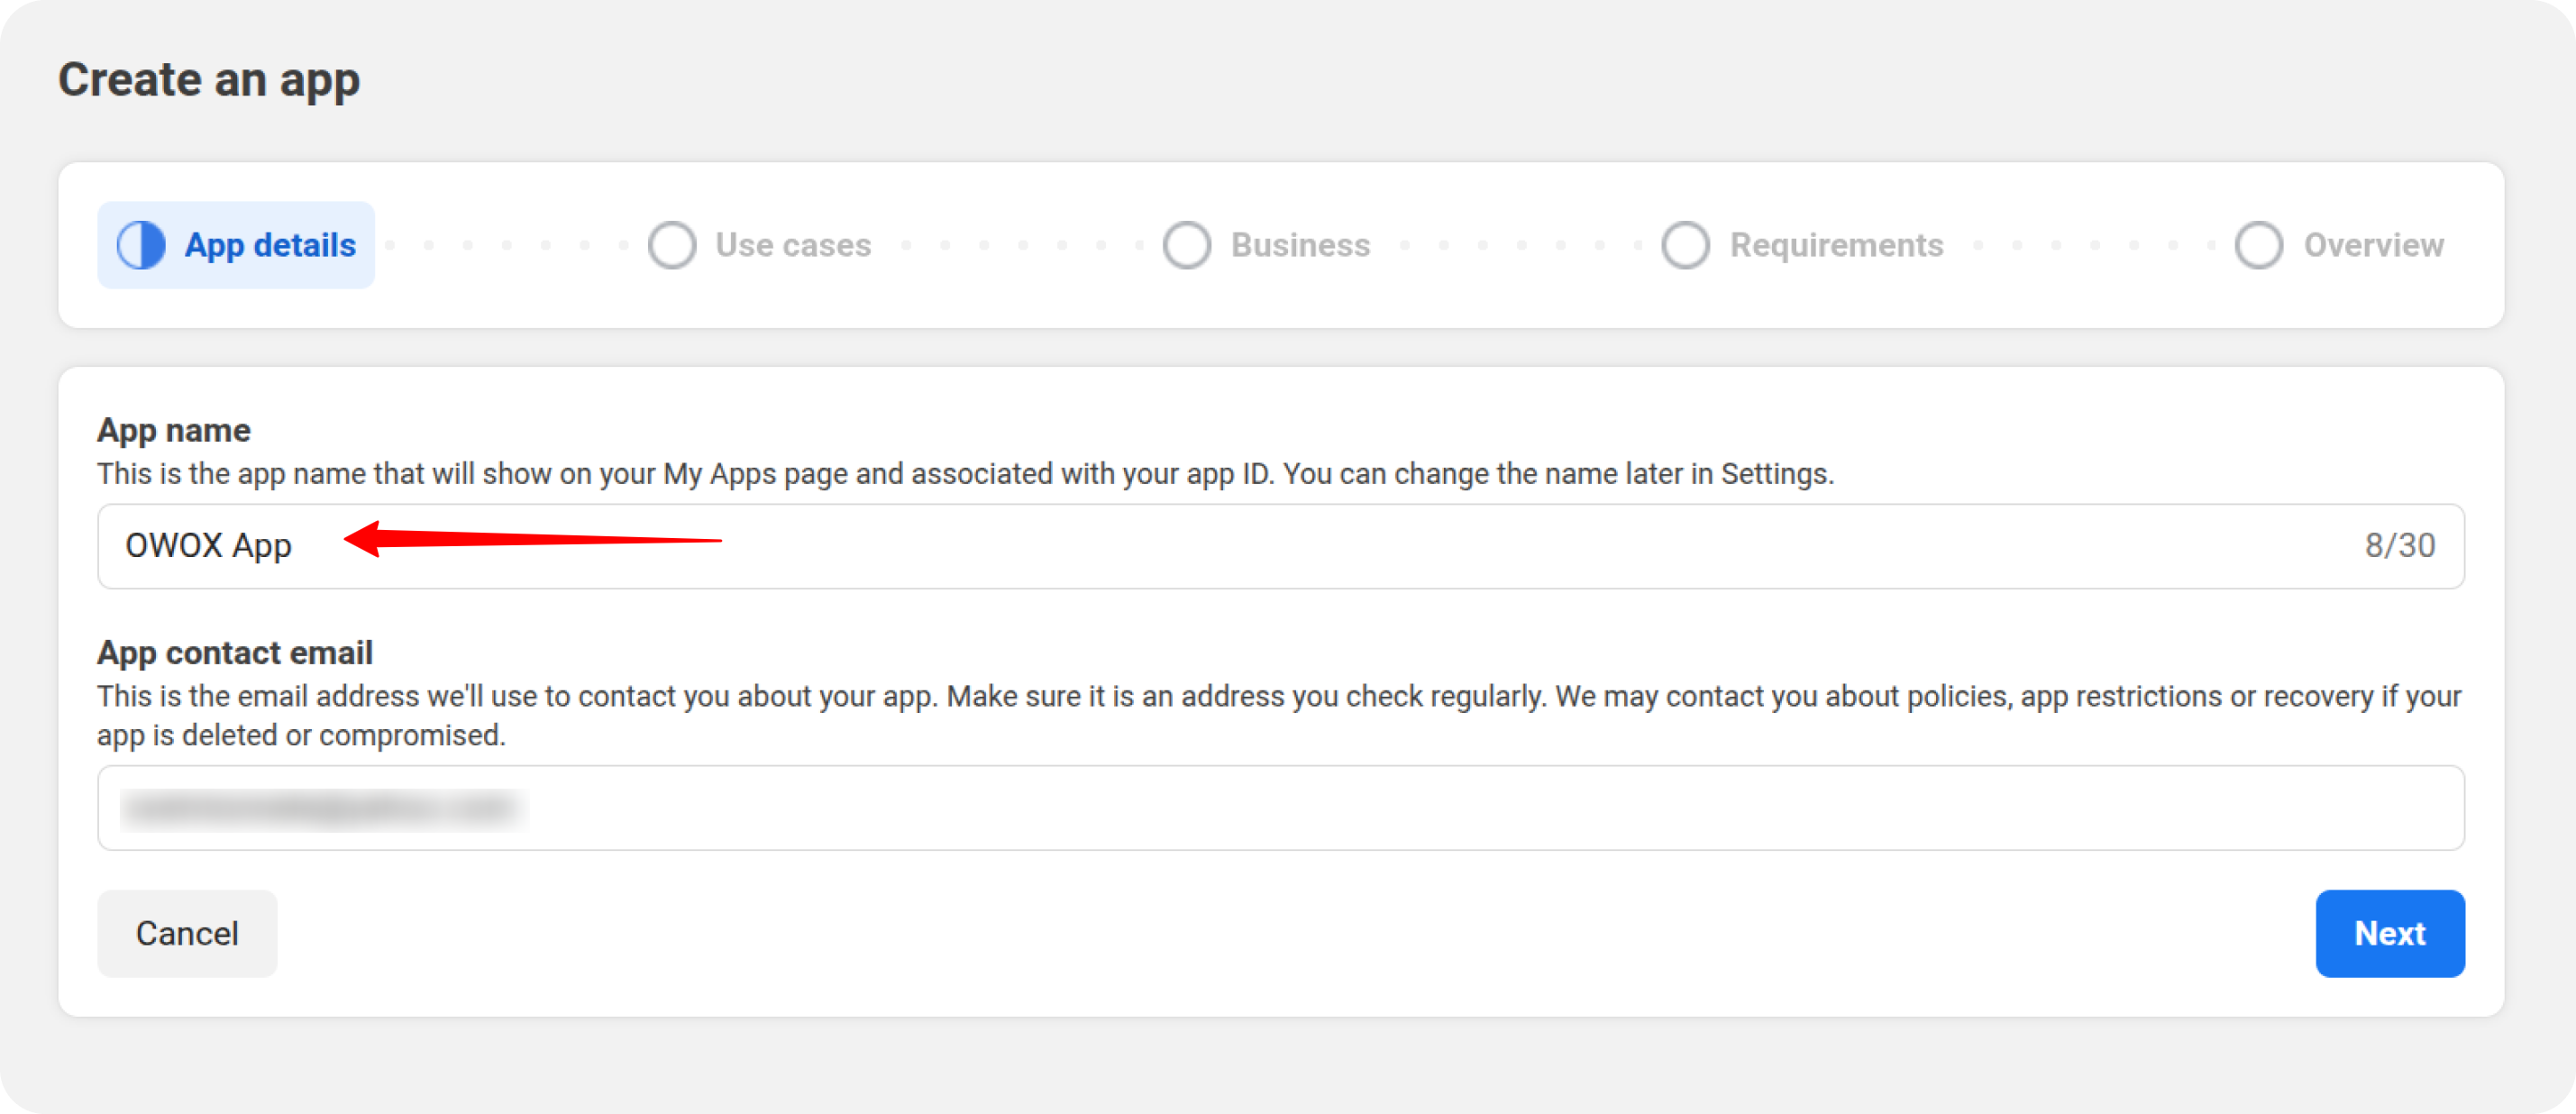 Create an app
App details
Use cases
Business
Requirements
Overview
App name
This is the app name that will show on your My Apps page and associated with your app ID. You can change the name later in Settings.
OWOX App
8/30
App contact email
This is the email address we'll use to contact you about your app. Make sure it is an address you check regularly. We may contact you about policies, app restrictions or recovery if your
app is deleted or compromised.
Cancel
Next